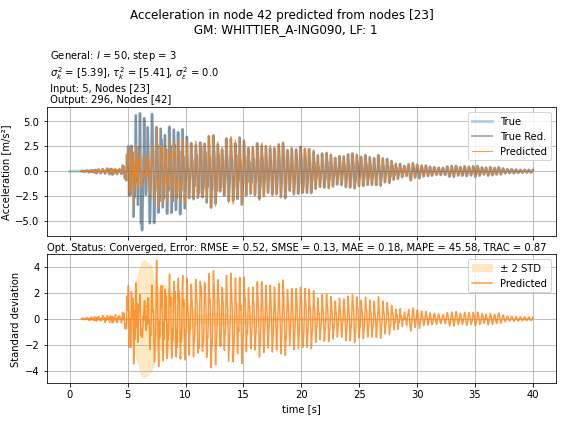 Acceleration in node 42 predicted from nodes [23]
GM: WHITTIER_A-ING090, LF: 1
General: l = 50, step = 3
σ²ₖ = [5.39], τ²ₖ = [5.41], σ²ₑ = 0.0
Input: 5, Nodes [23]
Output: 296, Nodes [42]
Acceleration [m/s²]
5.0
2.5
0.0
−2.5
−5.0
True
True Red.
Predicted
Opt. Status: Converged, Error: RMSE = 0.52, SMSE = 0.13, MAE = 0.18, MAPE = 45.58, TRAC = 0.87
Standard deviation
4
2
0
−2
−4
± 2 STD
Predicted
0 5 10 15 20 25 30 35 40
time [s]